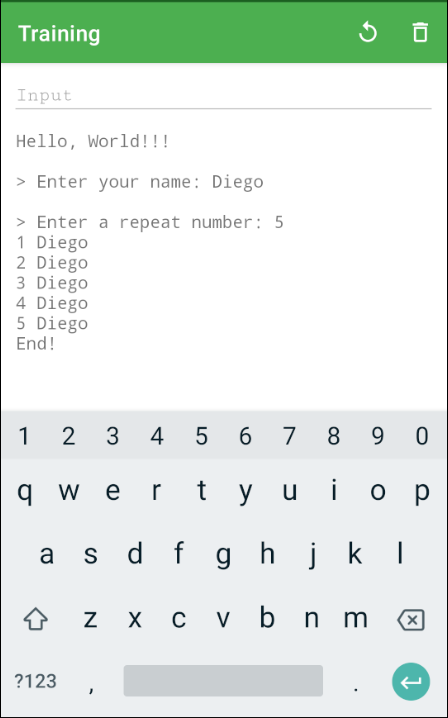 Training
Input
Hello, World!!!
> Enter your name: Diego
> Enter a repeat number: 5
1 Diego
2 Diego
3 Diego
4 Diego
5 Diego
End!
1 2 3 4 5 6 7 8 9 0
q w e r t y u i o p
a s d f g h j k l
z x c v b n m
?123 , .